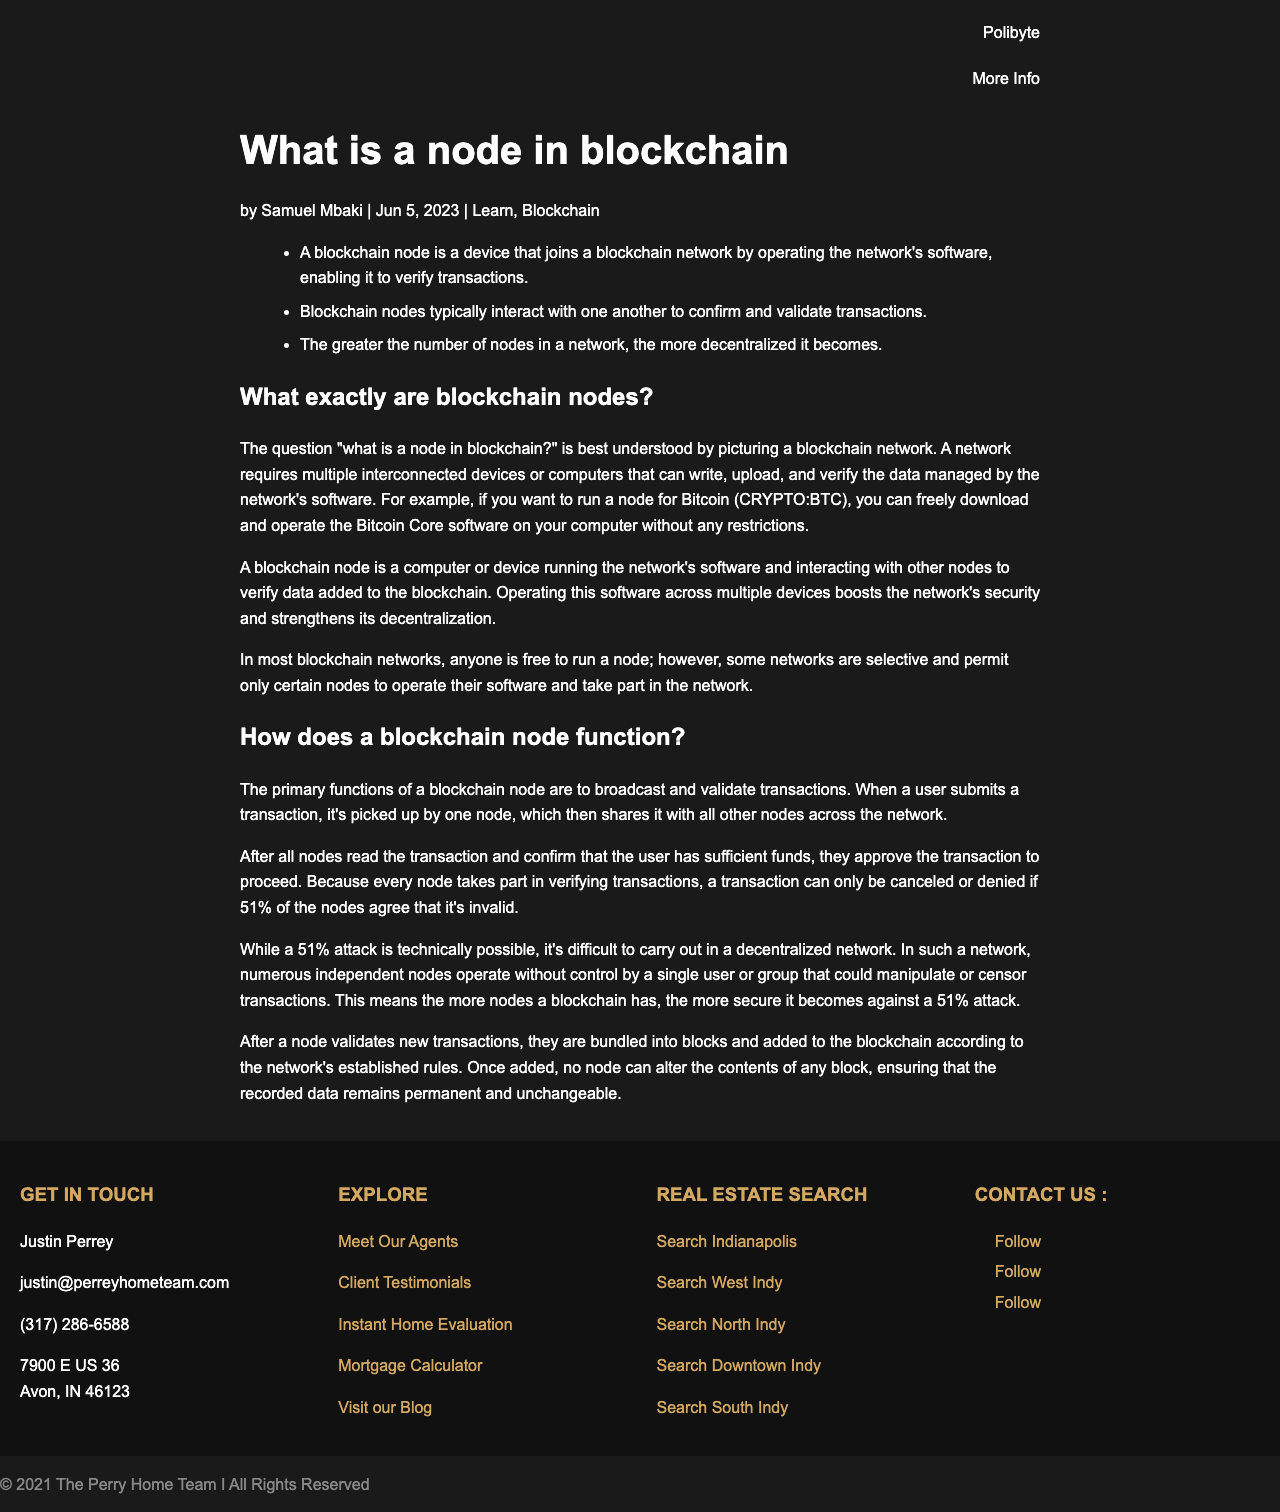 Polibyte
More Info
What is a node in blockchain
by Samuel Mbaki | Jun 5, 2023 | Learn, Blockchain
• A blockchain node is a device that joins a blockchain network by operating the network's software,
enabling it to verify transactions.
• Blockchain nodes typically interact with one another to confirm and validate transactions.
• The greater the number of nodes in a network, the more decentralized it becomes.
What exactly are blockchain nodes?
The question "what is a node in blockchain?" is best understood by picturing a blockchain network. A network
requires multiple interconnected devices or computers that can write, upload, and verify the data managed by the
network's software. For example, if you want to run a node for Bitcoin (CRYPTO:BTC), you can freely download
and operate the Bitcoin Core software on your computer without any restrictions.
A blockchain node is a computer or device running the network's software and interacting with other nodes to
verify data added to the blockchain. Operating this software across multiple devices boosts the network's security
and strengthens its decentralization.
In most blockchain networks, anyone is free to run a node; however, some networks are selective and permit
only certain nodes to operate their software and take part in the network.
How does a blockchain node function?
The primary functions of a blockchain node are to broadcast and validate transactions. When a user submits a
transaction, it's picked up by one node, which then shares it with all other nodes across the network.
After all nodes read the transaction and confirm that the user has sufficient funds, they approve the transaction to
proceed. Because every node takes part in verifying transactions, a transaction can only be canceled or denied if
51% of the nodes agree that it's invalid.
While a 51% attack is technically possible, it's difficult to carry out in a decentralized network. In such a network,
numerous independent nodes operate without control by a single user or group that could manipulate or censor
transactions. This means the more nodes a blockchain has, the more secure it becomes against a 51% attack.
After a node validates new transactions, they are bundled into blocks and added to the blockchain according to
the network's established rules. Once added, no node can alter the contents of any block, ensuring that the
recorded data remains permanent and unchangeable.
GET IN TOUCH
Justin Perrey
justin@perreyhometeam.com
(317) 286-6588
7900 E US 36
Avon, IN 46123
EXPLORE
Meet Our Agents
Client Testimonials
Instant Home Evaluation
Mortgage Calculator
Visit our Blog
REAL ESTATE SEARCH
Search Indianapolis
Search West Indy
Search North Indy
Search Downtown Indy
Search South Indy
CONTACT US :
Follow
Follow
Follow
© 2021 The Perry Home Team I All Rights Reserved